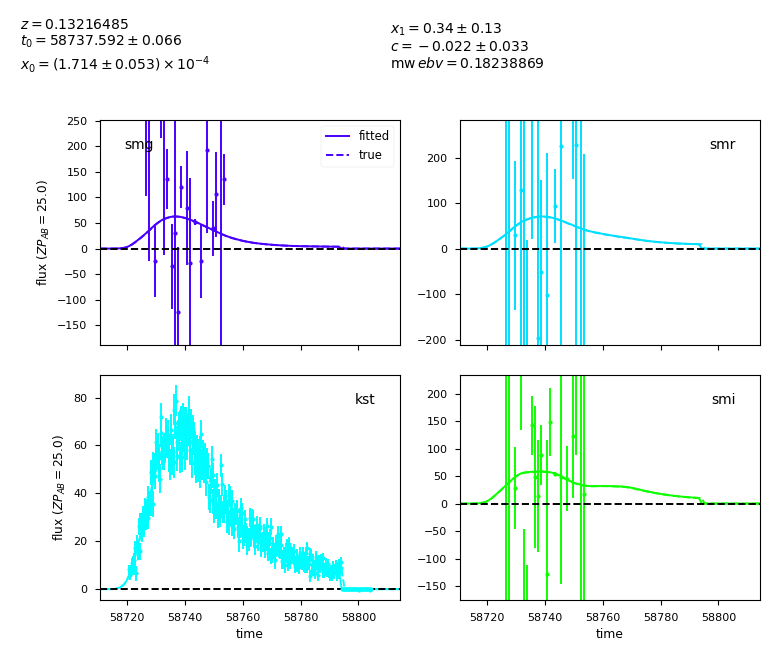 z = 0.13216485
t₀ = 58737.592 ± 0.066
x₀ = (1.714 ± 0.053) × 10⁻⁴
x₁ = 0.34 ± 0.13
c = −0.022 ± 0.033
mw ebv = 0.18238869
250
200
150
100
50
0
−50
−100
−150
flux (ZP_AB = 25.0)
smg
fitted
true
200
100
0
−100
−200
smr
80
60
40
20
0
flux (ZP_AB = 25.0)
kst
58720 58740 58760 58780 58800
time
200
150
100
50
0
−50
−100
−150
smi
58720 58740 58760 58780 58800
time